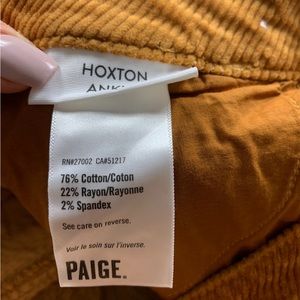 HOXTON
RN#27002 CA#51217
76% Cotton/Coton
22% Rayon/Rayonne
2% Spandex
See care on reverse.
Voir le soin sur l'inverse.
PAIGE.